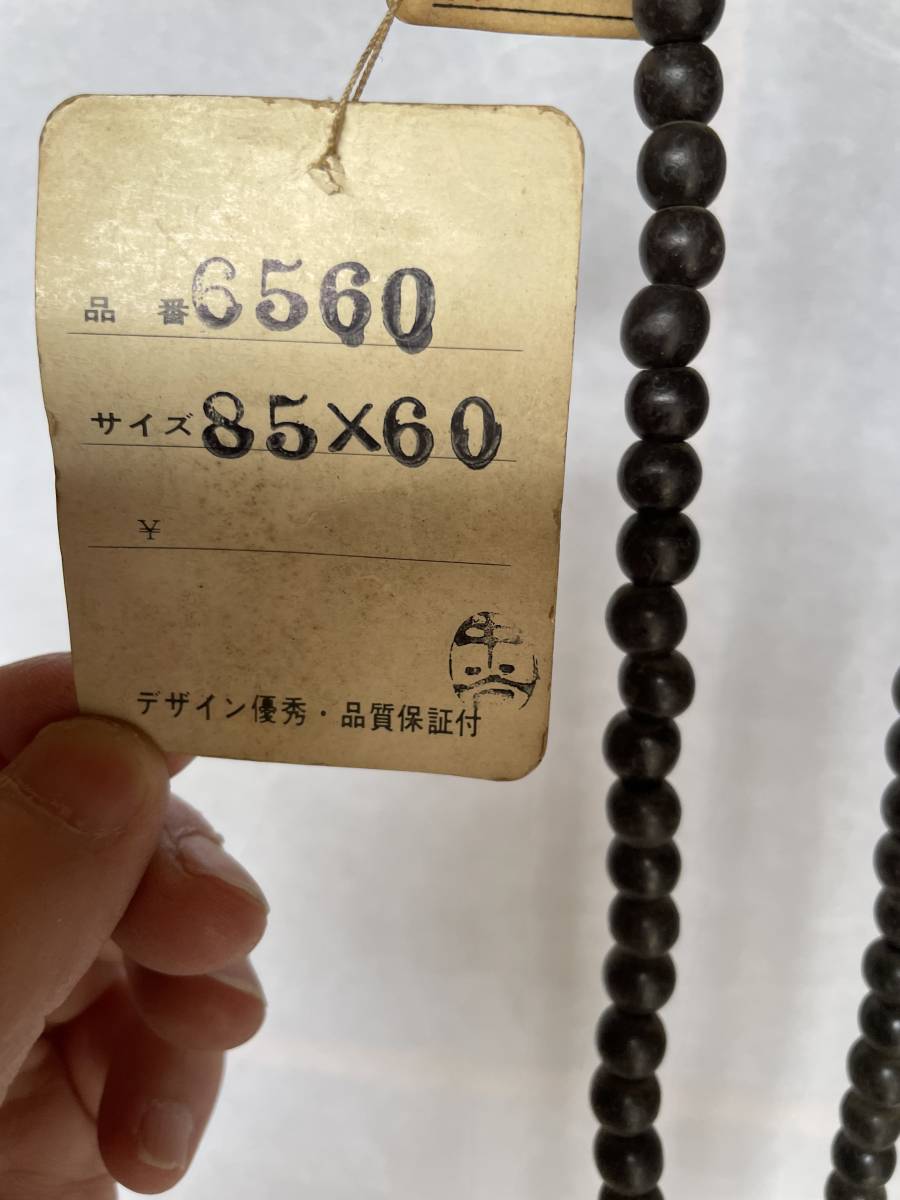 品 番 6560
サイズ 85×60
¥
デザイン優秀・品質保証付